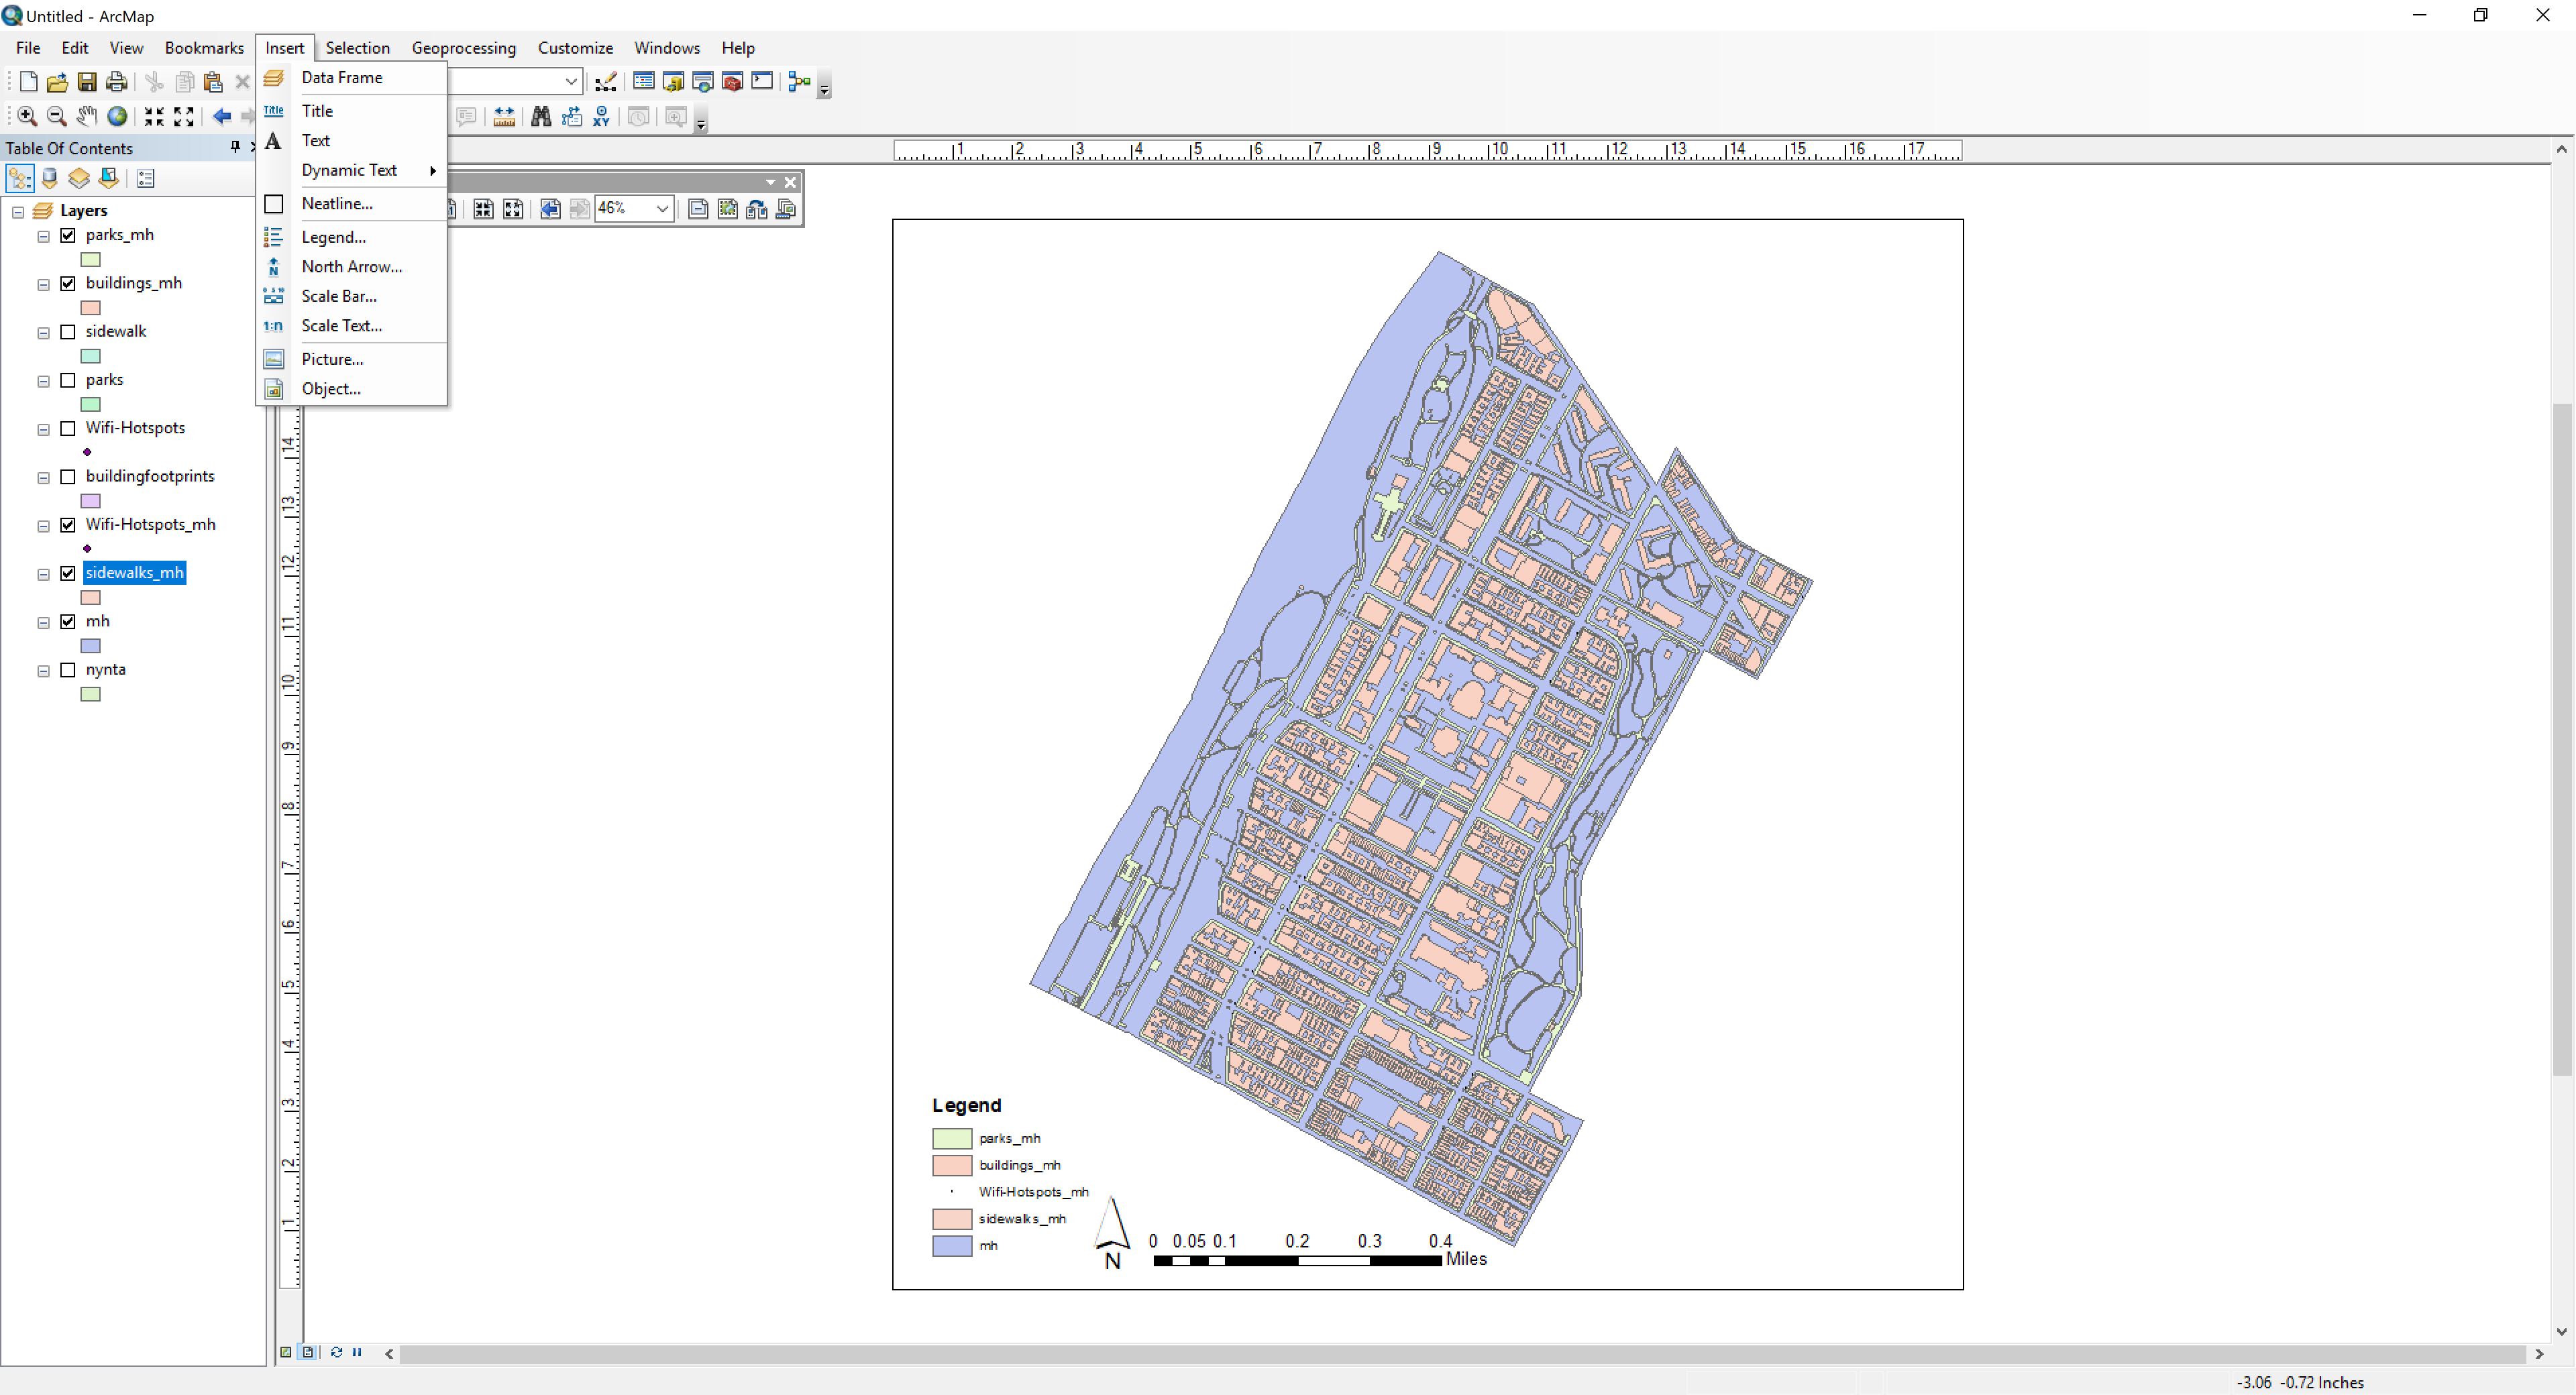 Untitled - ArcMap
File Edit View Bookmarks Insert Selection Geoprocessing Customize Windows Help
Data Frame
Title Title
A Text
Dynamic Text
Neatline...
Legend...
N North Arrow...
Scale Bar...
1:n Scale Text...
Picture...
Object...
XY
46%
Table Of Contents
Layers
parks_mh
buildings_mh
sidewalk
parks
Wifi-Hotspots
buildingfootprints
Wifi-Hotspots_mh
sidewalks_mh
mh
nynta
1 2 3 4 5 6 7 8 9 10 11 12 13 14 15 16 17
14
13
12
11
10
9
8
7
6
5
4
3
2
1
Legend
parks_mh
buildings_mh
Wifi-Hotspots_mh
sidewalks_mh
mh
N
0 0.05 0.1 0.2 0.3 0.4
Miles
-3.06 -0.72 Inches